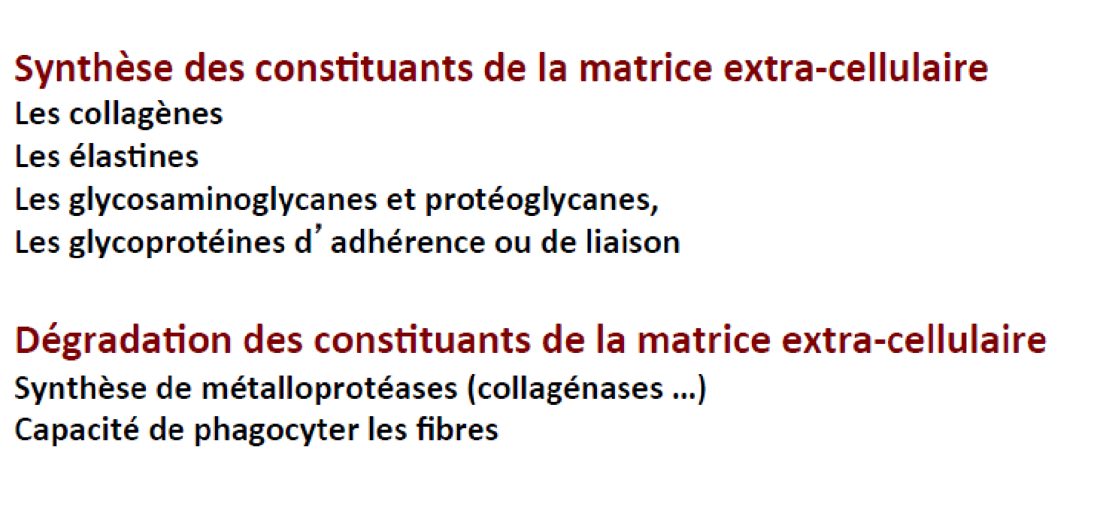 Synthèse des constituants de la matrice extra-cellulaire
Les collagènes
Les élastines
Les glycosaminoglycanes et protéoglycanes,
Les glycoprotéines d’ adhérence ou de liaison
Dégradation des constituants de la matrice extra-cellulaire
Synthèse de métalloprotéases (collagénases ...)
Capacité de phagocyter les fibres